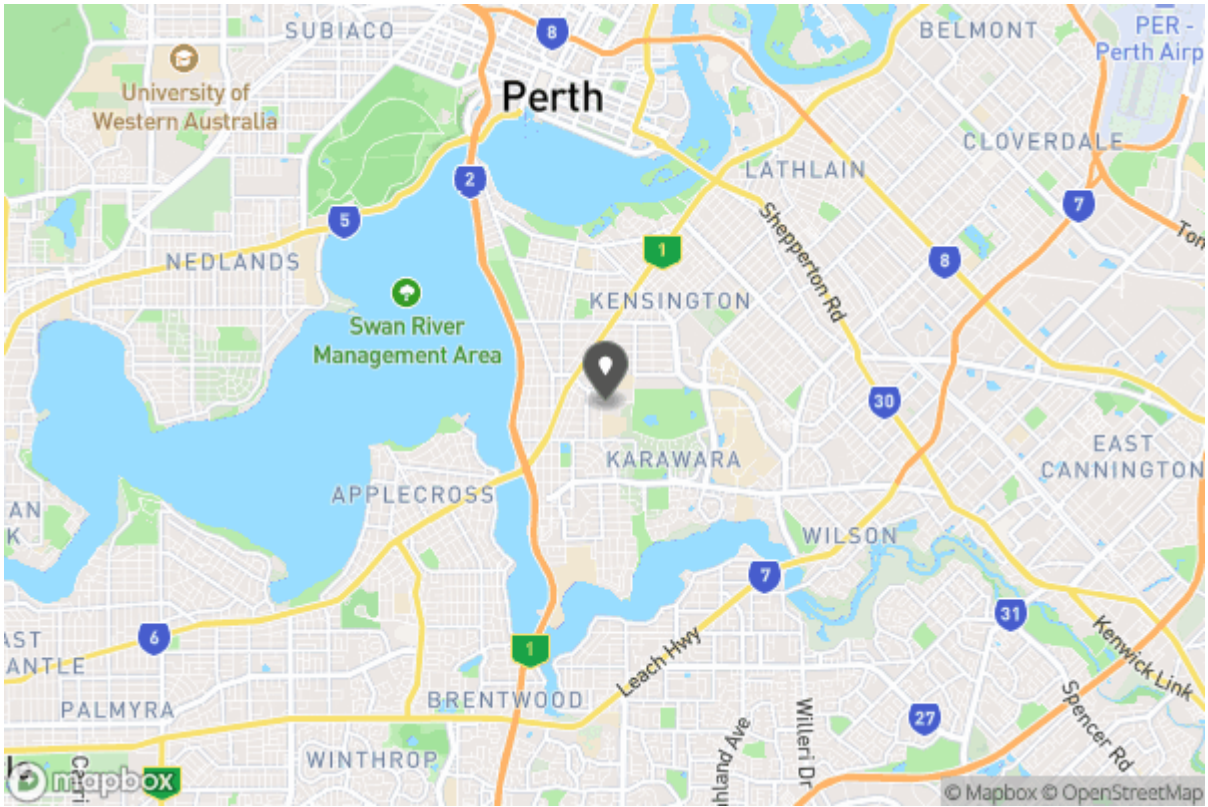 SUBIACO
8
BELMONT
PER -
Perth Airp
University of
Western Australia
Perth
CLOVERDALE
LATHLAIN
2
7
5
Shepperton Rd
Ton
NEDLANDS
1
8
KENSINGTON
Swan River
Management Area
30
EAST
CANNINGTON
KARAWARA
APPLECROSS
AN
K
WILSON
7
6
31
AST
ANTLE
1
Leach Hwy
Kenwick Link
BRENTWOOD
PALMYRA
Spencer Rd
27
Willeri Dr
hland Ave
WINTHROP
mapbox
© Mapbox © OpenStreetMap